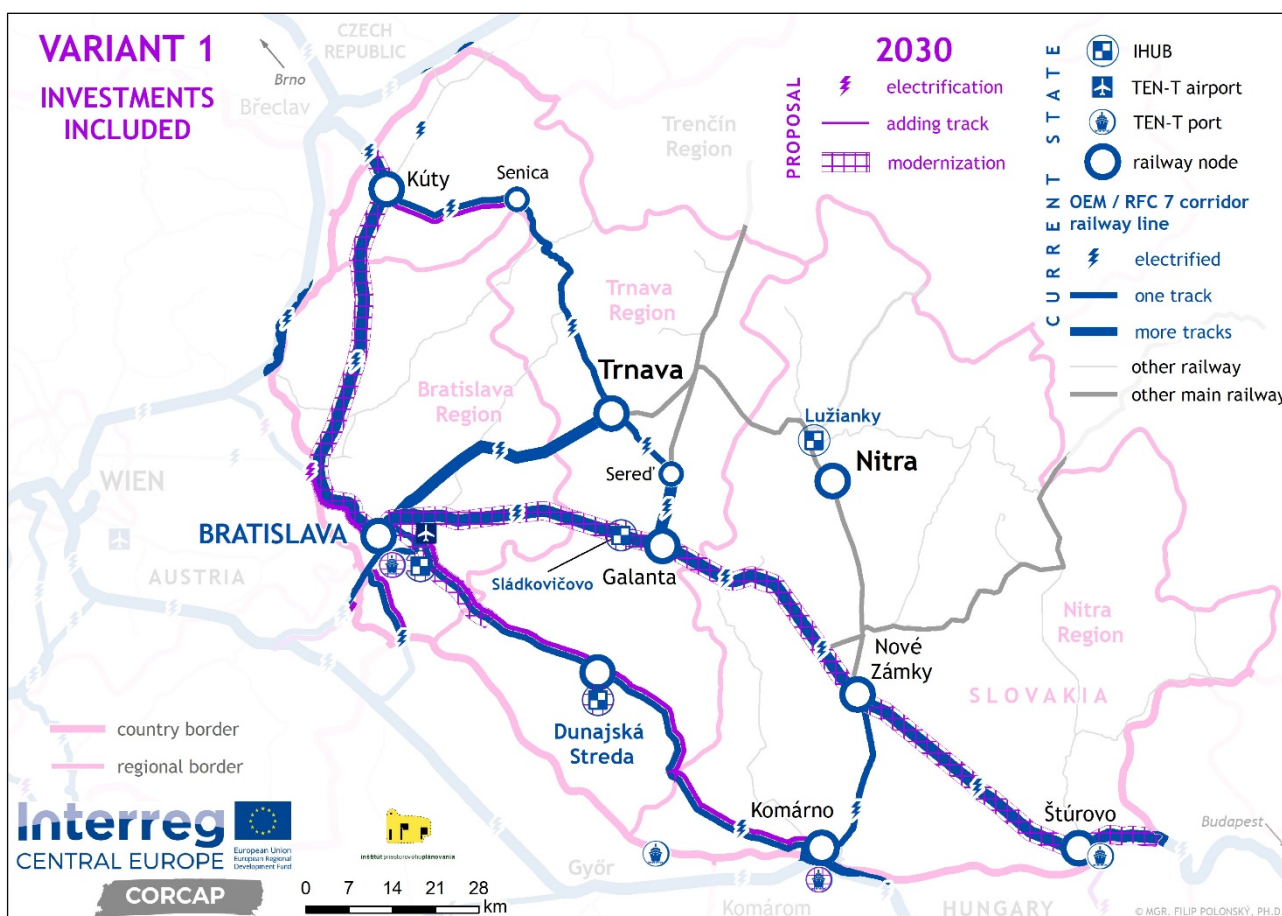 VARIANT 1
INVESTMENTS
INCLUDED
CZECH
REPUBLIC
Brno
Břeclav
Trenčín
Region
2030
PROPOSAL
electrification
adding track
modernization
CURRENT STATE
IHUB
TEN-T airport
TEN-T port
railway node
OEM / RFC 7 corridor
railway line
electrified
one track
more tracks
other railway
other main railway
Kúty
Senica
Trnava
Region
Bratislava
Region
Trnava
Lužianky
Nitra
Sereď
WIEN
BRATISLAVA
AUSTRIA
Sládkovičovo
Galanta
Nové
Zámky
Nitra
Region
SLOVAKIA
Dunajská
Streda
country border
regional border
Komárno
Štúrovo
Budapest
Győr
Komárom
HUNGARY
Interreg
CENTRAL EUROPE
European Union
European Regional
Development Fund
inštitút priestorového plánovania
CORCAP
0 7 14 21 28
km
© MGR. FILIP POLONSKÝ, PH.D